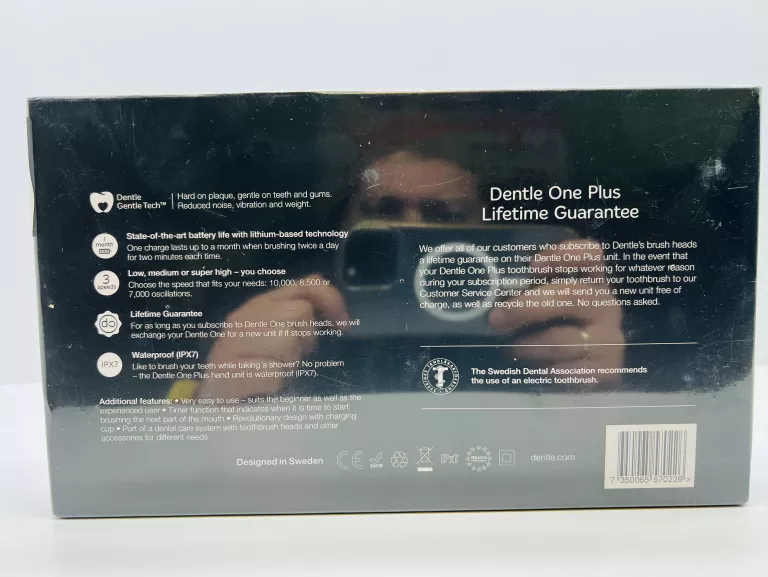 Dentle
Gentle Tech™
Hard on plaque, gentle on teeth and gums.
Reduced noise, vibration and weight.
1
month
State-of-the-art battery life with lithium-based technology
One charge lasts up to a month when brushing twice a day
for two minutes each time.
3
speeds
Low, medium or super high – you choose
Choose the speed that fits your needs: 10,000, 8,500 or
7,000 oscillations.
Lifetime Guarantee
For as long as you subscribe to Dentle One brush heads, we will
exchange your Dentle One for a new unit if it stops working.
IPX7
Waterproof (IPX7)
Like to brush your teeth while taking a shower? No problem
– the Dentle One Plus hand unit is waterproof (IPX7).
Additional features: • Very easy to use – suits the beginner as well as the
experienced user • Timer function that indicates when it is time to start
brushing the next part of the mouth • Revolutionary design with charging
cup • Part of a dental care system with toothbrush heads and other
accessories for different needs
Dentle One Plus
Lifetime Guarantee
We offer all of our customers who subscribe to Dentle's brush heads
a lifetime guarantee on their Dentle One Plus unit. In the event that
your Dentle One Plus toothbrush stops working for whatever reason
during your subscription period, simply return your toothbrush to our
Customer Service Center and we will send you a new unit free of
charge, as well as recycle the old one. No questions asked.
The Swedish Dental Association recommends
the use of an electric toothbrush.
Designed in Sweden
CE
REACH
dentle.com
7 350065 670226 >